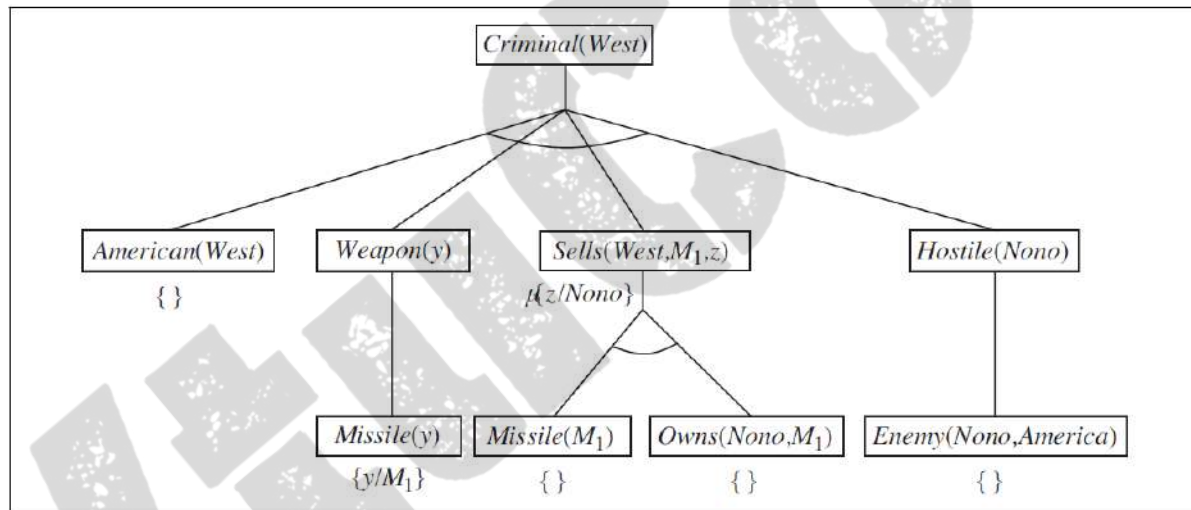 Criminal(West)
American(West) Weapon(y) Sells(West,M₁,z) Hostile(Nono)
{ } μ{z/Nono}
Missile(y) Missile(M₁) Owns(Nono,M₁) Enemy(Nono,America)
{y/M₁} { } { } { }